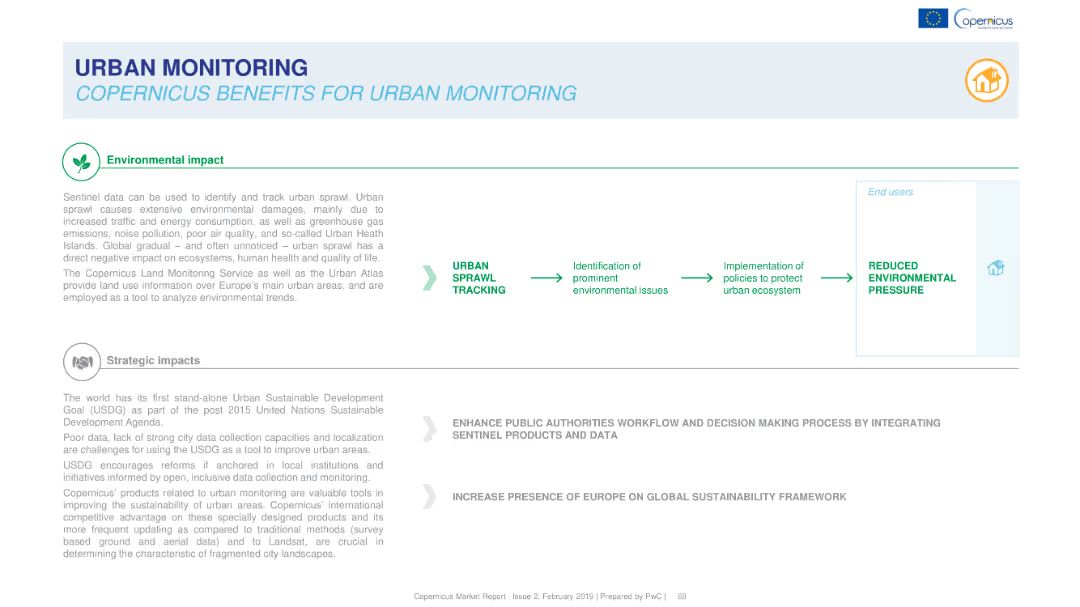 Copernicus
URBAN MONITORING
COPERNICUS BENEFITS FOR URBAN MONITORING
Environmental impact
Sentinel data can be used to identify and track urban sprawl. Urban
sprawl causes extensive environmental damages, mainly due to
increased traffic and energy consumption, as well as greenhouse gas
emissions, noise pollution, poor air quality, and so-called Urban Heath
Islands. Global gradual – and often unnoticed – urban sprawl has a
direct negative impact on ecosystems, human health and quality of life.
The Copernicus Land Monitoring Service as well as the Urban Atlas
provide land use information over Europe's main urban areas, and are
employed as a tool to analyze environmental trends.
URBAN
SPRAWL
TRACKING
Identification of
prominent
environmental issues
Implementation of
policies to protect
urban ecosystem
End users
REDUCED
ENVIRONMENTAL
PRESSURE
Strategic impacts
The world has its first stand-alone Urban Sustainable Development
Goal (USDG) as part of the post 2015 United Nations Sustainable
Development Agenda.
Poor data, lack of strong city data collection capacities and localization
are challenges for using the USDG as a tool to improve urban areas.
USDG encourages reforms if anchored in local institutions and
initiatives informed by open, inclusive data collection and monitoring.
Copernicus' products related to urban monitoring are valuable tools in
improving the sustainability of urban areas. Copernicus' International
competitive advantage on these specially designed products and its
more frequent updating as compared to traditional methods (survey
based ground and aerial data) and to Landsat, are crucial in
determining the characteristic of fragmented city landscapes.
ENHANCE PUBLIC AUTHORITIES WORKFLOW AND DECISION MAKING PROCESS BY INTEGRATING
SENTINEL PRODUCTS AND DATA
INCREASE PRESENCE OF EUROPE ON GLOBAL SUSTAINABILITY FRAMEWORK
Copernicus Market Report Issue 2, February 2019 | Prepared by PwC | 69